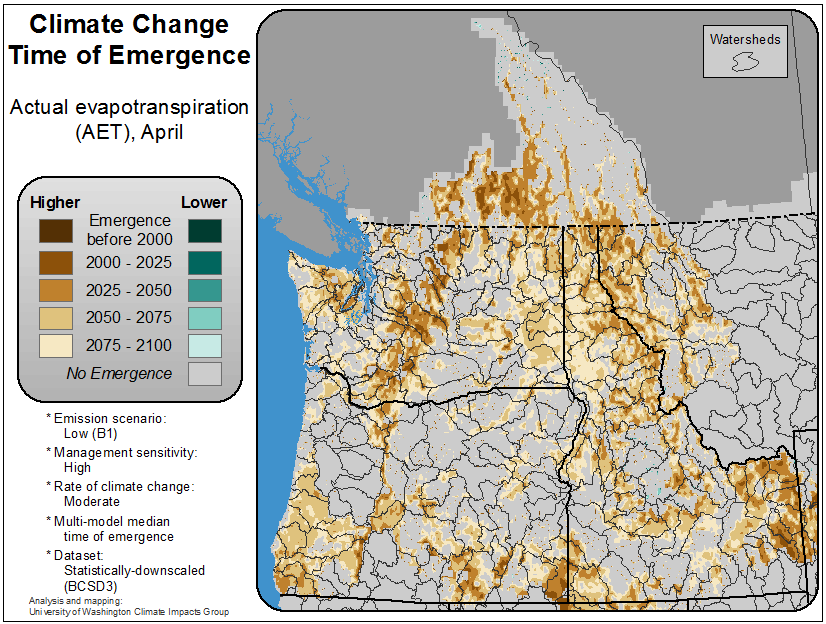 Climate Change
Time of Emergence
Actual evapotranspiration
(AET), April
Higher
Lower
Emergence
before 2000
2000 - 2025
2025 - 2050
2050 - 2075
2075 - 2100
No Emergence
* Emission scenario:
Low (B1)
* Management sensitivity:
High
* Rate of climate change:
Moderate
* Multi-model median
time of emergence
* Dataset:
Statistically-downscaled
(BCSD3)
Analysis and mapping:
University of Washington Climate Impacts Group
Watersheds